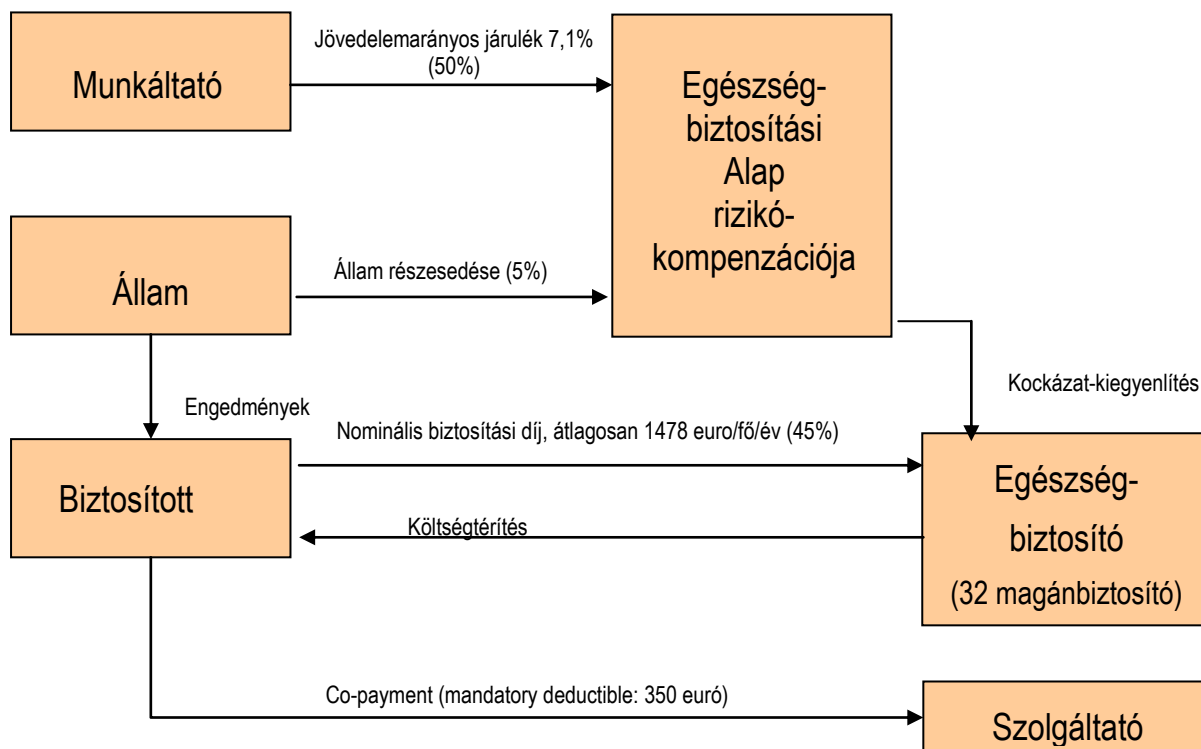 Jövedelemarányos járulék 7,1%
(50%)
Munkáltató
Egészség-
biztosítási
Alap
rizikó-
kompenzációja
Állam részesedése (5%)
Állam
Kockázat-kiegyenlítés
Engedmények
Nominális biztosítási díj, átlagosan 1478 euro/fő/év (45%)
Biztosított
Egészség-
biztosító
(32 magánbiztosító)
Költségtérítés
Co-payment (mandatory deductible: 350 euró)
Szolgáltató